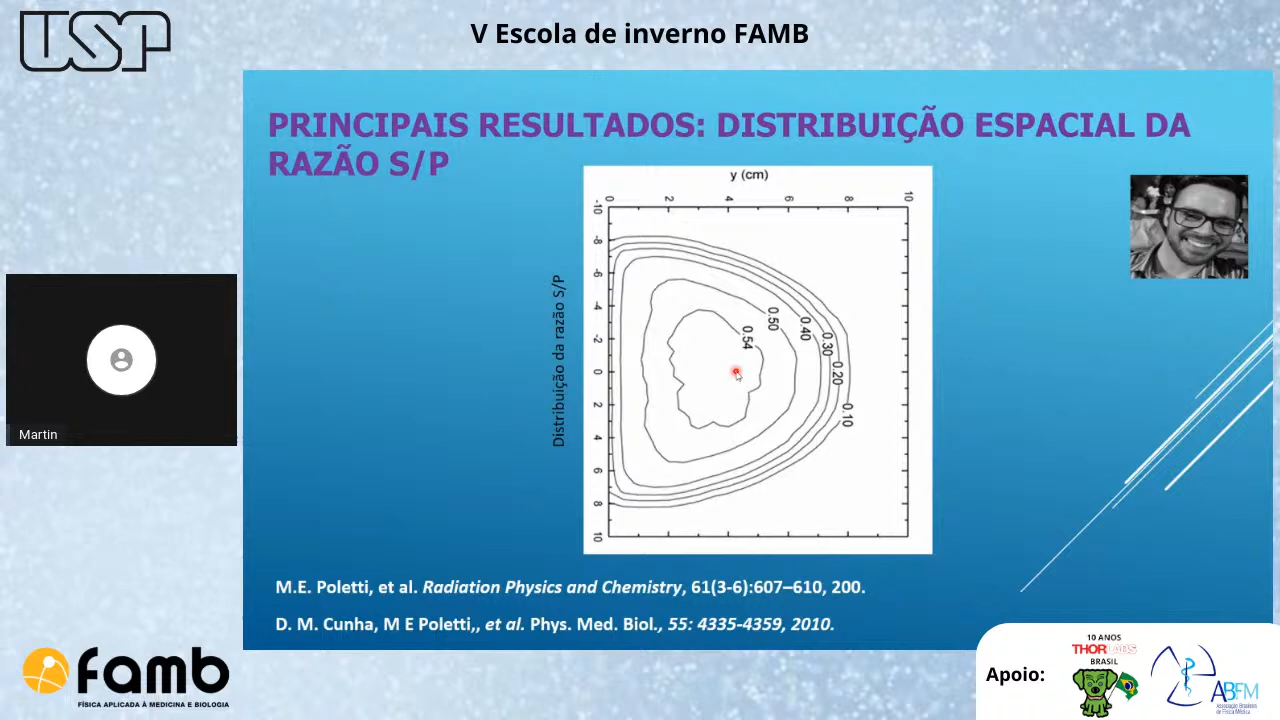 USP
V Escola de inverno FAMB
PRINCIPAIS RESULTADOS: DISTRIBUIÇÃO ESPACIAL DA
RAZÃO S/P
y (cm)
0
2
4
6
8
10
-10
-8
-6
-4
-2
0
2
4
6
8
10
Distribuição da razão S/P
0.54
0.50
0.40
0.30
0.20
0.10
Martin
M.E. Poletti, et al. Radiation Physics and Chemistry, 61(3-6):607–610, 200.
D. M. Cunha, M E Poletti,, et al. Phys. Med. Biol., 55: 4335-4359, 2010.
famb
FÍSICA APLICADA À MEDICINA E BIOLOGIA
Apoio:
10 ANOS
THORLABS
BRASIL
ABFM
Associação Brasileira
de Física Médica